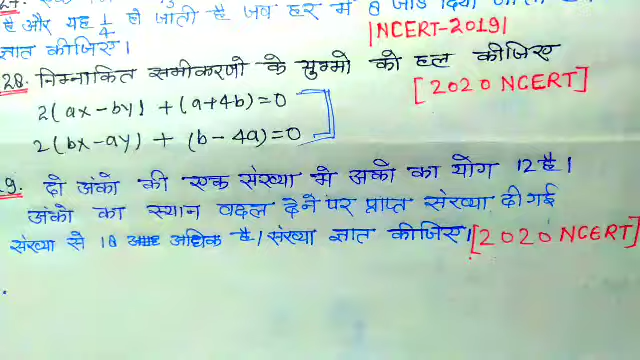 है और यह 1/4 हो जाती है जब हर में 8 जोड़ दिया जाता
ज्ञात कीजिए। |NCERT-2019|
28. निम्नांकित समीकरणो के युग्मो को हल कीजिए
[2020 NCERT]
2(ax-by) + (a+4b)=0
2(bx-ay) + (b-4a)=0
9. दो अंको की एक संख्या मे अंको का योग 12 है।
अंको का स्थान बदल देने पर प्राप्त संख्या दी गई
संख्या से 18 अधिक है। संख्या ज्ञात कीजिए। [2020 NCERT]